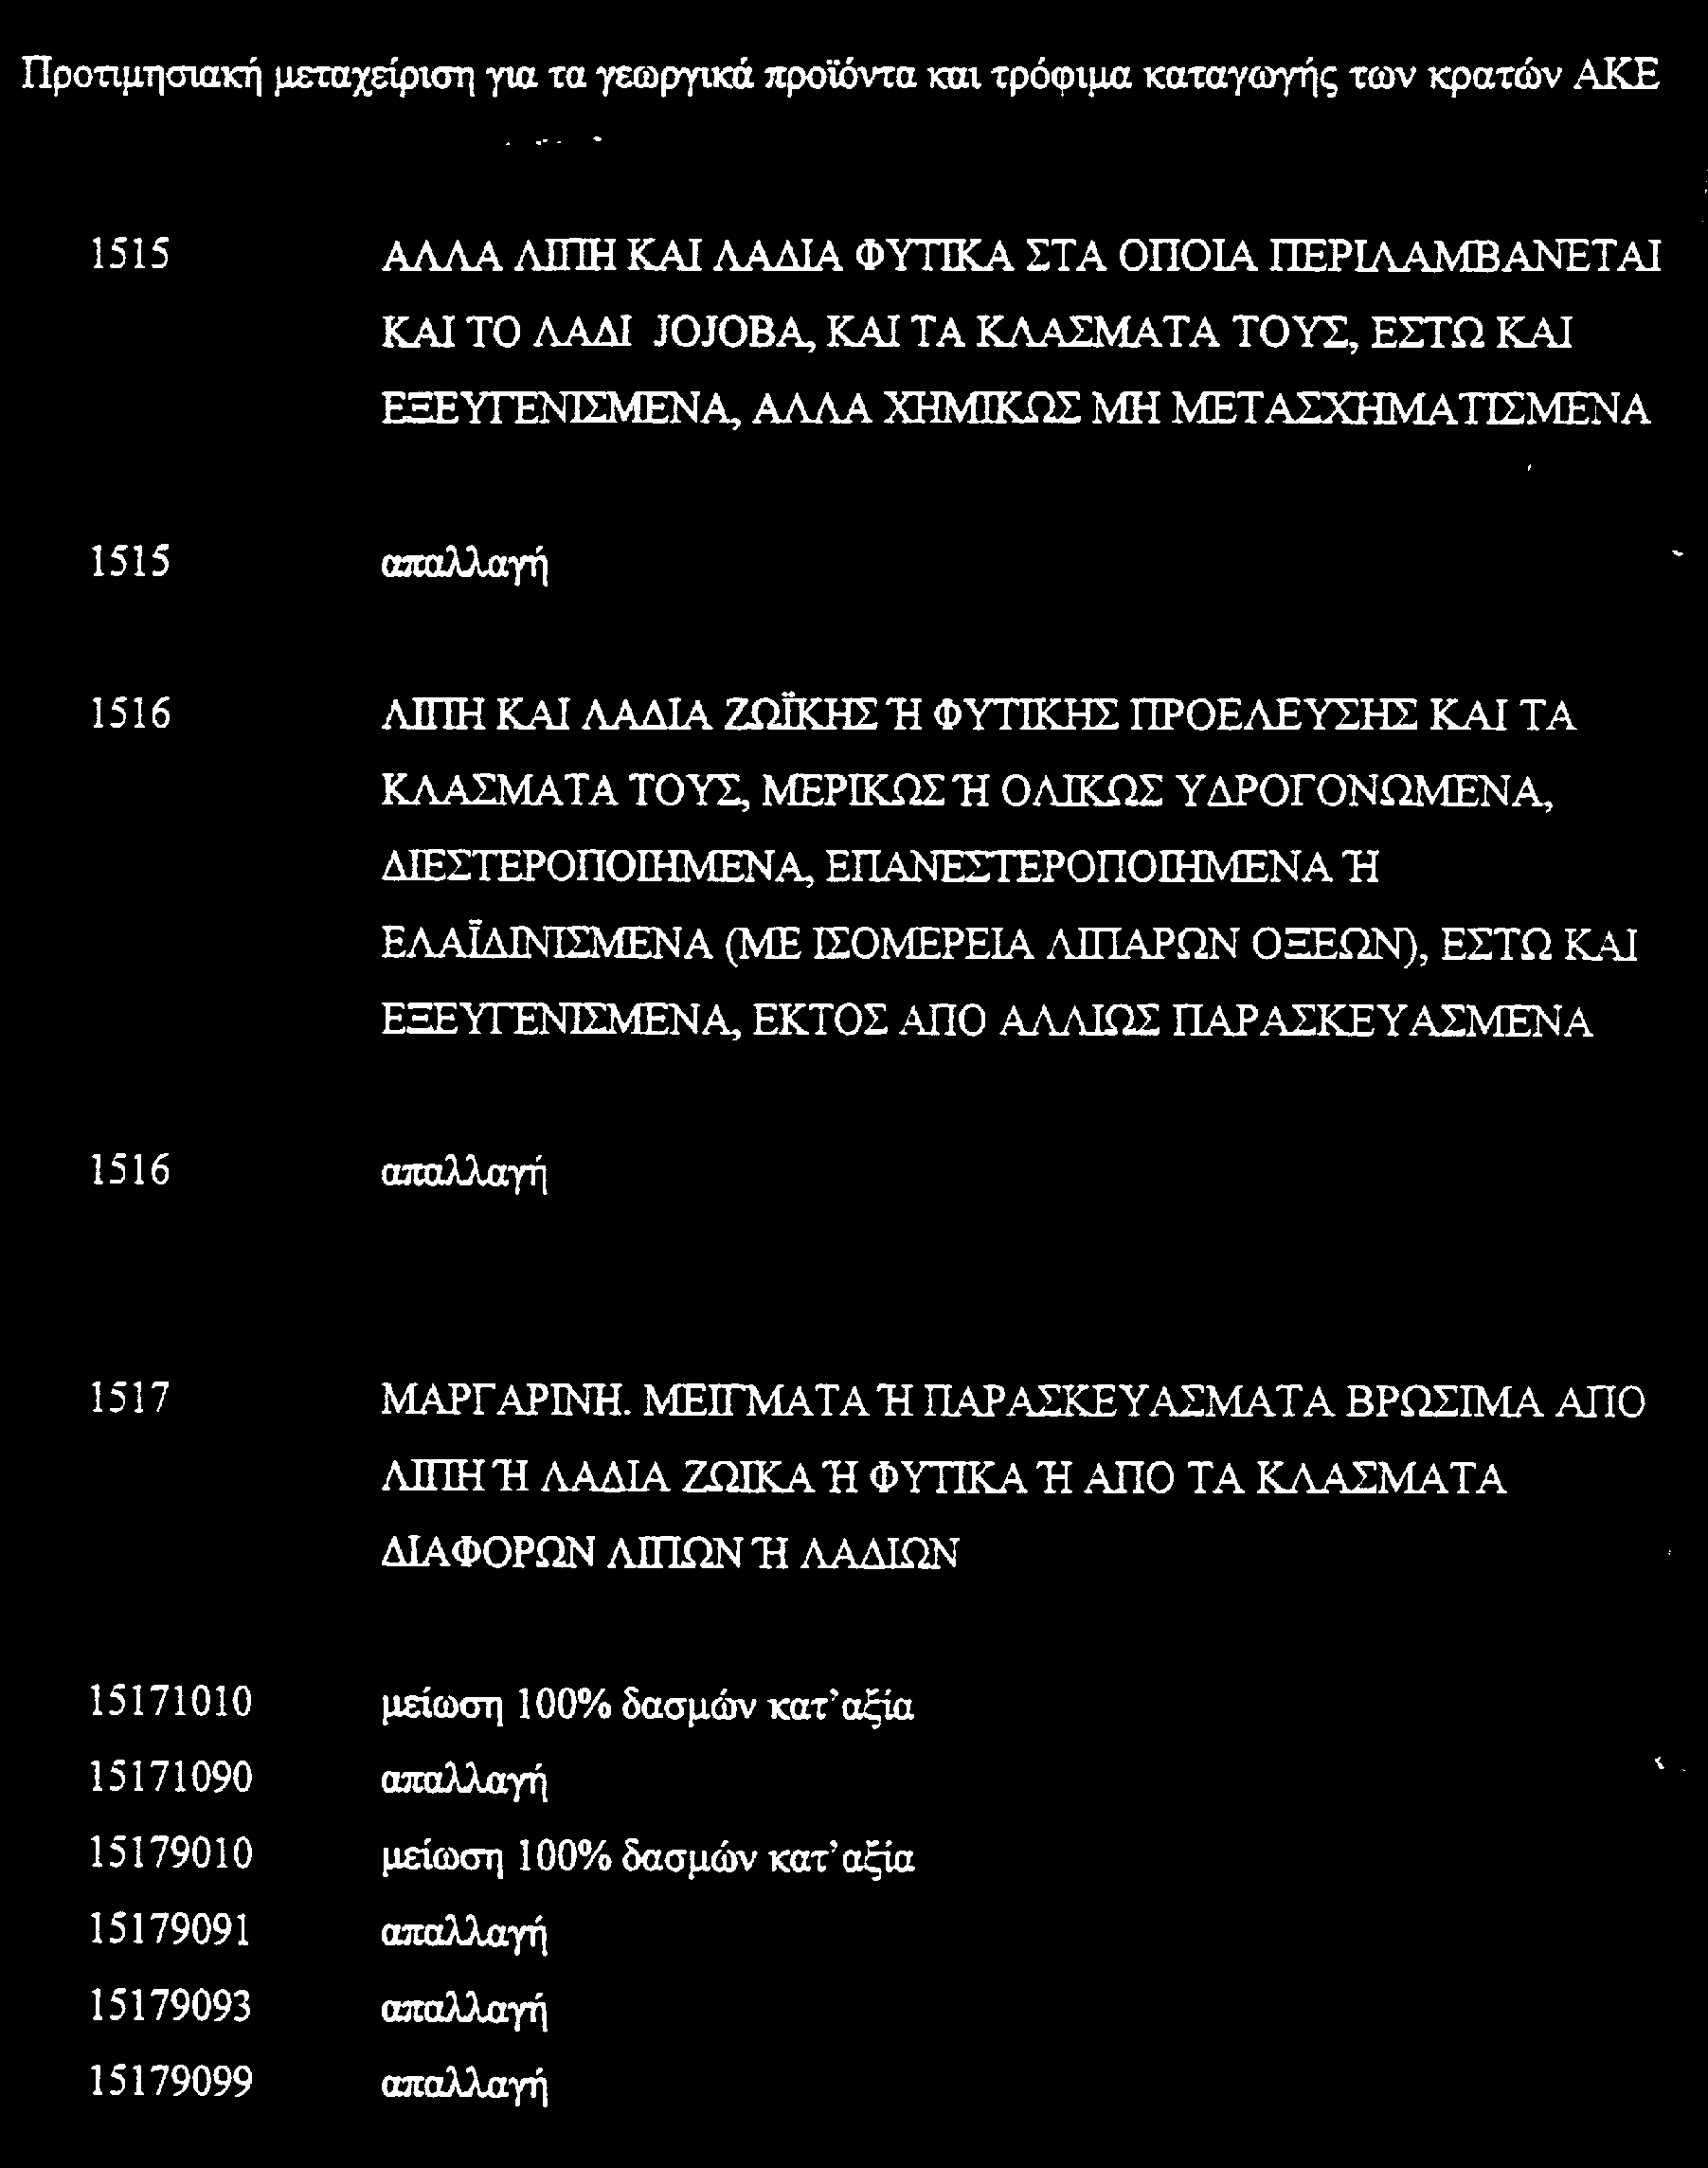 Προτιμησιακή μεταχείριση για τα γεωργικά προϊόντα και τρόφιμα καταγωγής των κρατών ΑΚΕ
1515 ΑΛΛΑ ΛΙΠΗ ΚΑΙ ΛΑΔΙΑ ΦΥΤΙΚΑ ΣΤΑ ΟΠΟΙΑ ΠΕΡΙΛΑΜΒΑΝΕΤΑΙ
ΚΑΙ ΤΟ ΛΑΔΙ JOJOBA, ΚΑΙ ΤΑ ΚΛΑΣΜΑΤΑ ΤΟΥΣ, ΕΣΤΩ ΚΑΙ
ΕΞΕΥΓΕΝΙΣΜΕΝΑ, ΑΛΛΑ ΧΗΜΙΚΩΣ ΜΗ ΜΕΤΑΣΧΗΜΑΤΙΣΜΕΝΑ
1515 απαλλαγή
1516 ΛΙΠΗ ΚΑΙ ΛΑΔΙΑ ΖΩΪΚΗΣ Ή ΦΥΤΙΚΗΣ ΠΡΟΕΛΕΥΣΗΣ ΚΑΙ ΤΑ
ΚΛΑΣΜΑΤΑ ΤΟΥΣ, ΜΕΡΙΚΩΣ Ή ΟΛΙΚΩΣ ΥΔΡΟΓΟΝΩΜΕΝΑ,
ΔΙΕΣΤΕΡΟΠΟΙΗΜΕΝΑ, ΕΠΑΝΕΣΤΕΡΟΠΟΙΗΜΕΝΑ Ή
ΕΛΑΪΔΙΝΙΣΜΕΝΑ (ΜΕ ΙΣΟΜΕΡΕΙΑ ΛΙΠΑΡΩΝ ΟΞΕΩΝ), ΕΣΤΩ ΚΑΙ
ΕΞΕΥΓΕΝΙΣΜΕΝΑ, ΕΚΤΟΣ ΑΠΟ ΑΛΛΙΩΣ ΠΑΡΑΣΚΕΥΑΣΜΕΝΑ
1516 απαλλαγή
1517 ΜΑΡΓΑΡΙΝΗ. ΜΕΙΓΜΑΤΑ Ή ΠΑΡΑΣΚΕΥΑΣΜΑΤΑ ΒΡΩΣΙΜΑ ΑΠΟ
ΛΙΠΗ Ή ΛΑΔΙΑ ΖΩΙΚΑ Ή ΦΥΤΙΚΑ Ή ΑΠΟ ΤΑ ΚΛΑΣΜΑΤΑ
ΔΙΑΦΟΡΩΝ ΛΙΠΩΝ Ή ΛΑΔΙΩΝ
15171010 μείωση 100% δασμών κατ’αξία
15171090 απαλλαγή
15179010 μείωση 100% δασμών κατ’αξία
15179091 απαλλαγή
15179093 απαλλαγή
15179099 απαλλαγή